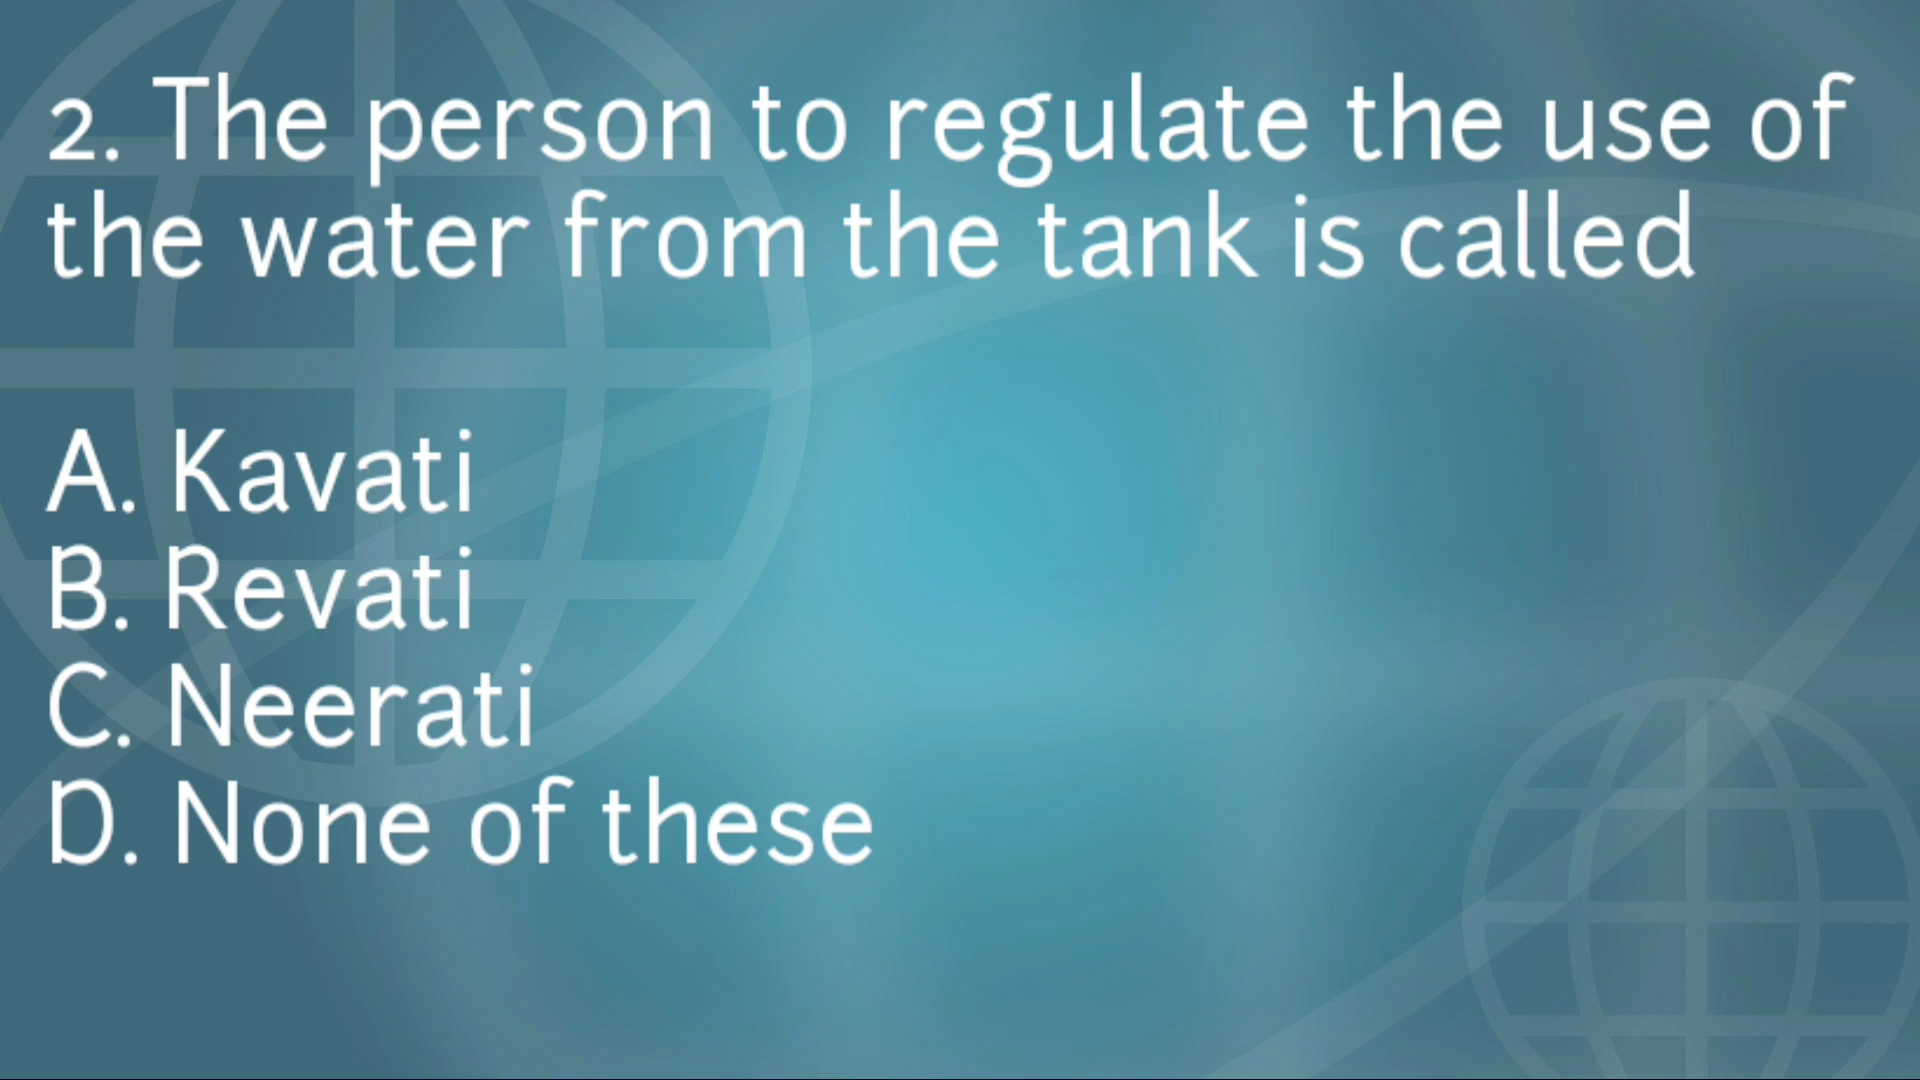 2. The person to regulate the use of
the water from the tank is called
A. Kavati
B. Revati
C. Neerati
D. None of these